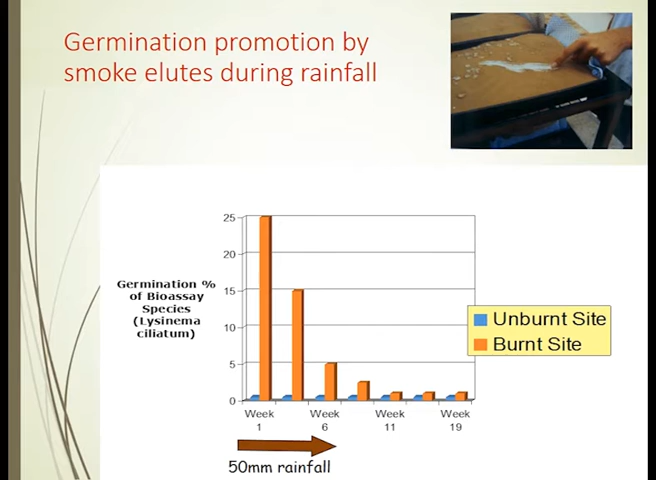 Germination promotion by
smoke elutes during rainfall
25
20
15
10
5
0
Germination %
of Bioassay
Species
(Lysinema
ciliatum)
Week
1
Week
6
Week
11
Week
19
Unburnt Site
Burnt Site
50mm rainfall